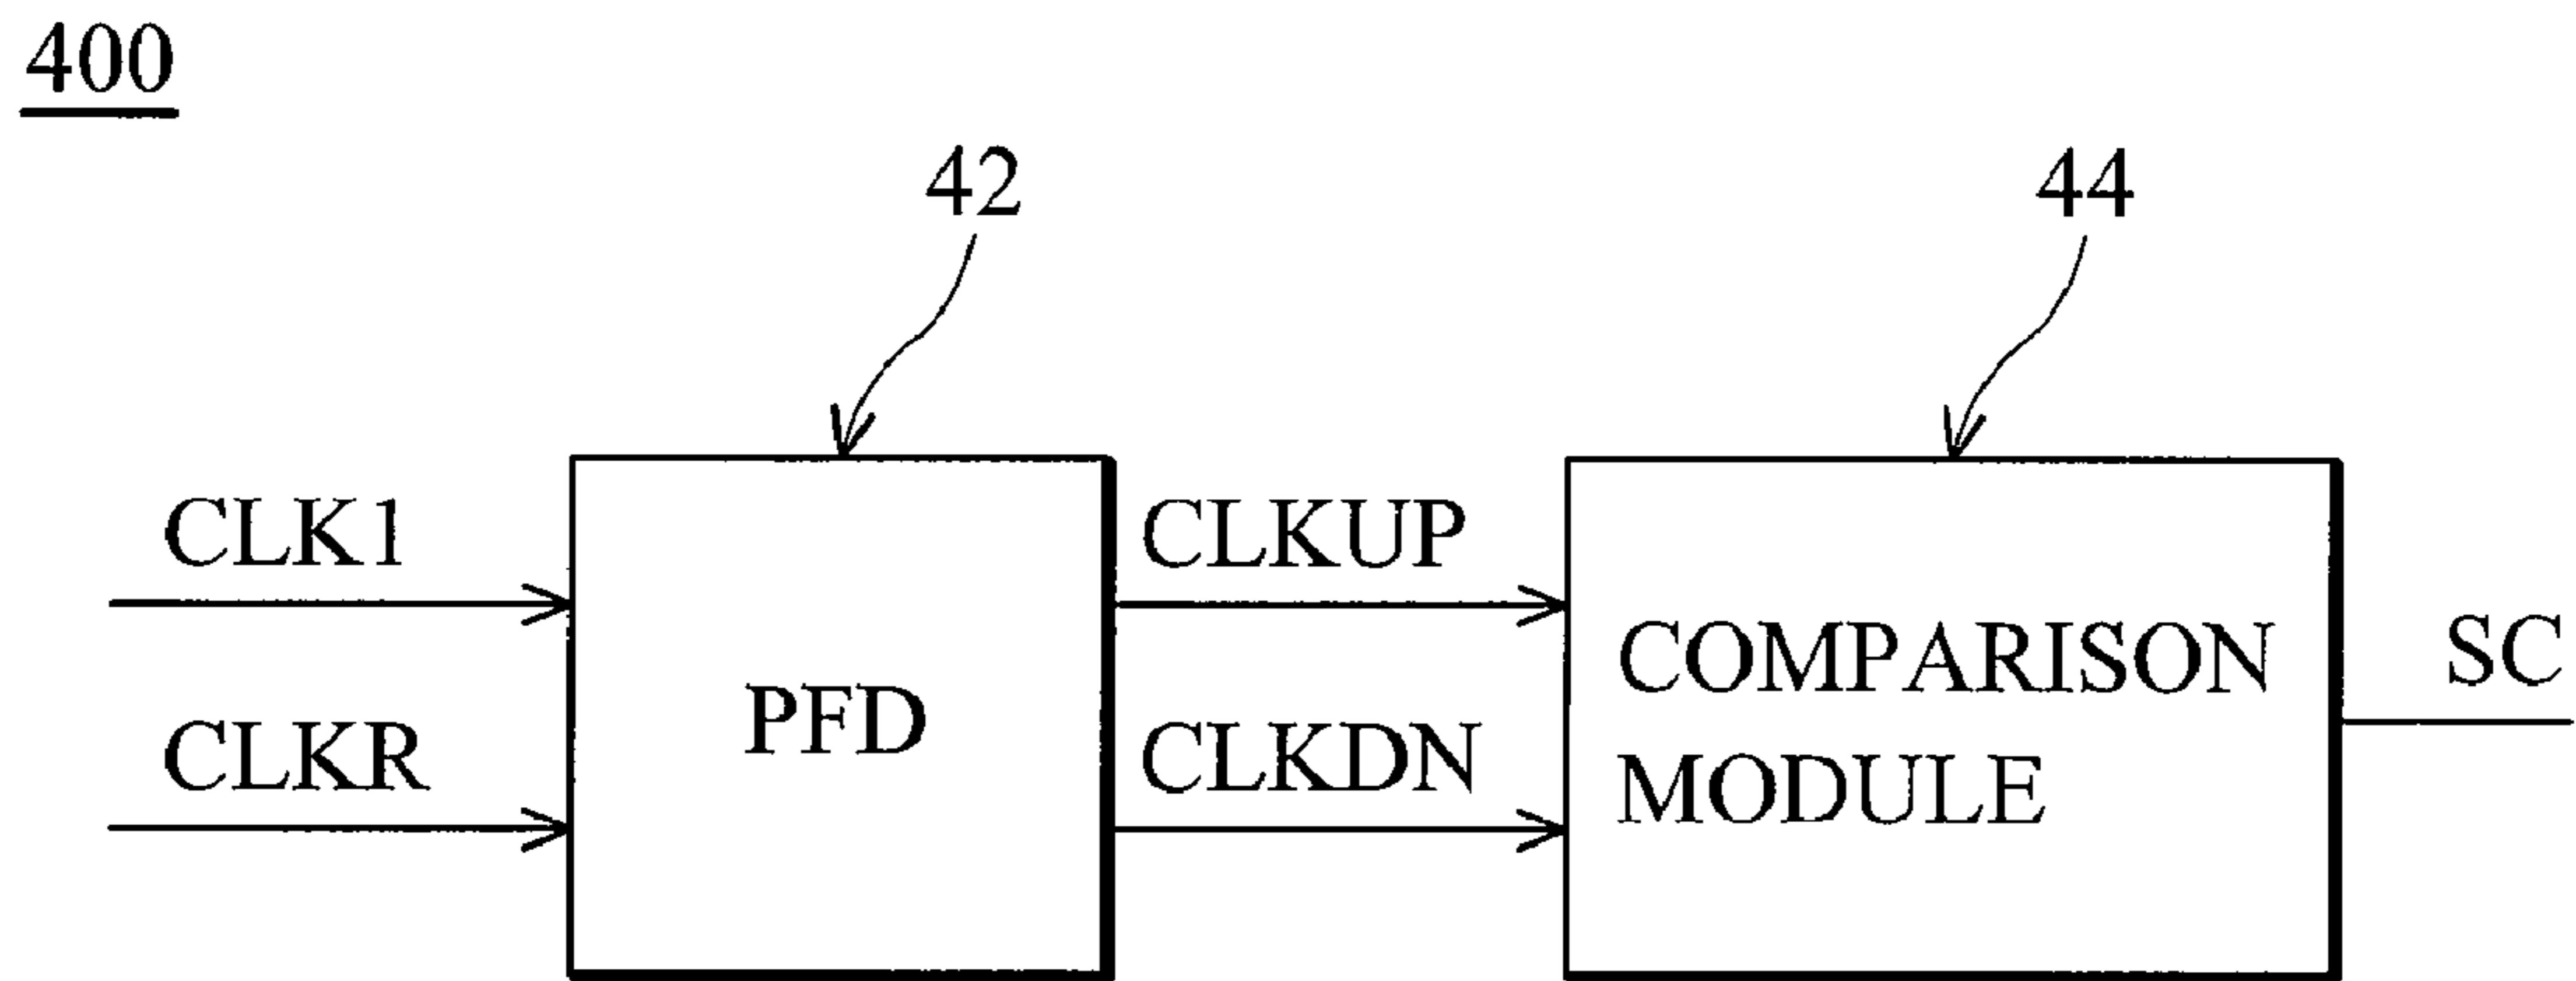 400
42
44
CLK1
CLKR
PFD
CLKUP
CLKDN
COMPARISON
MODULE
SC